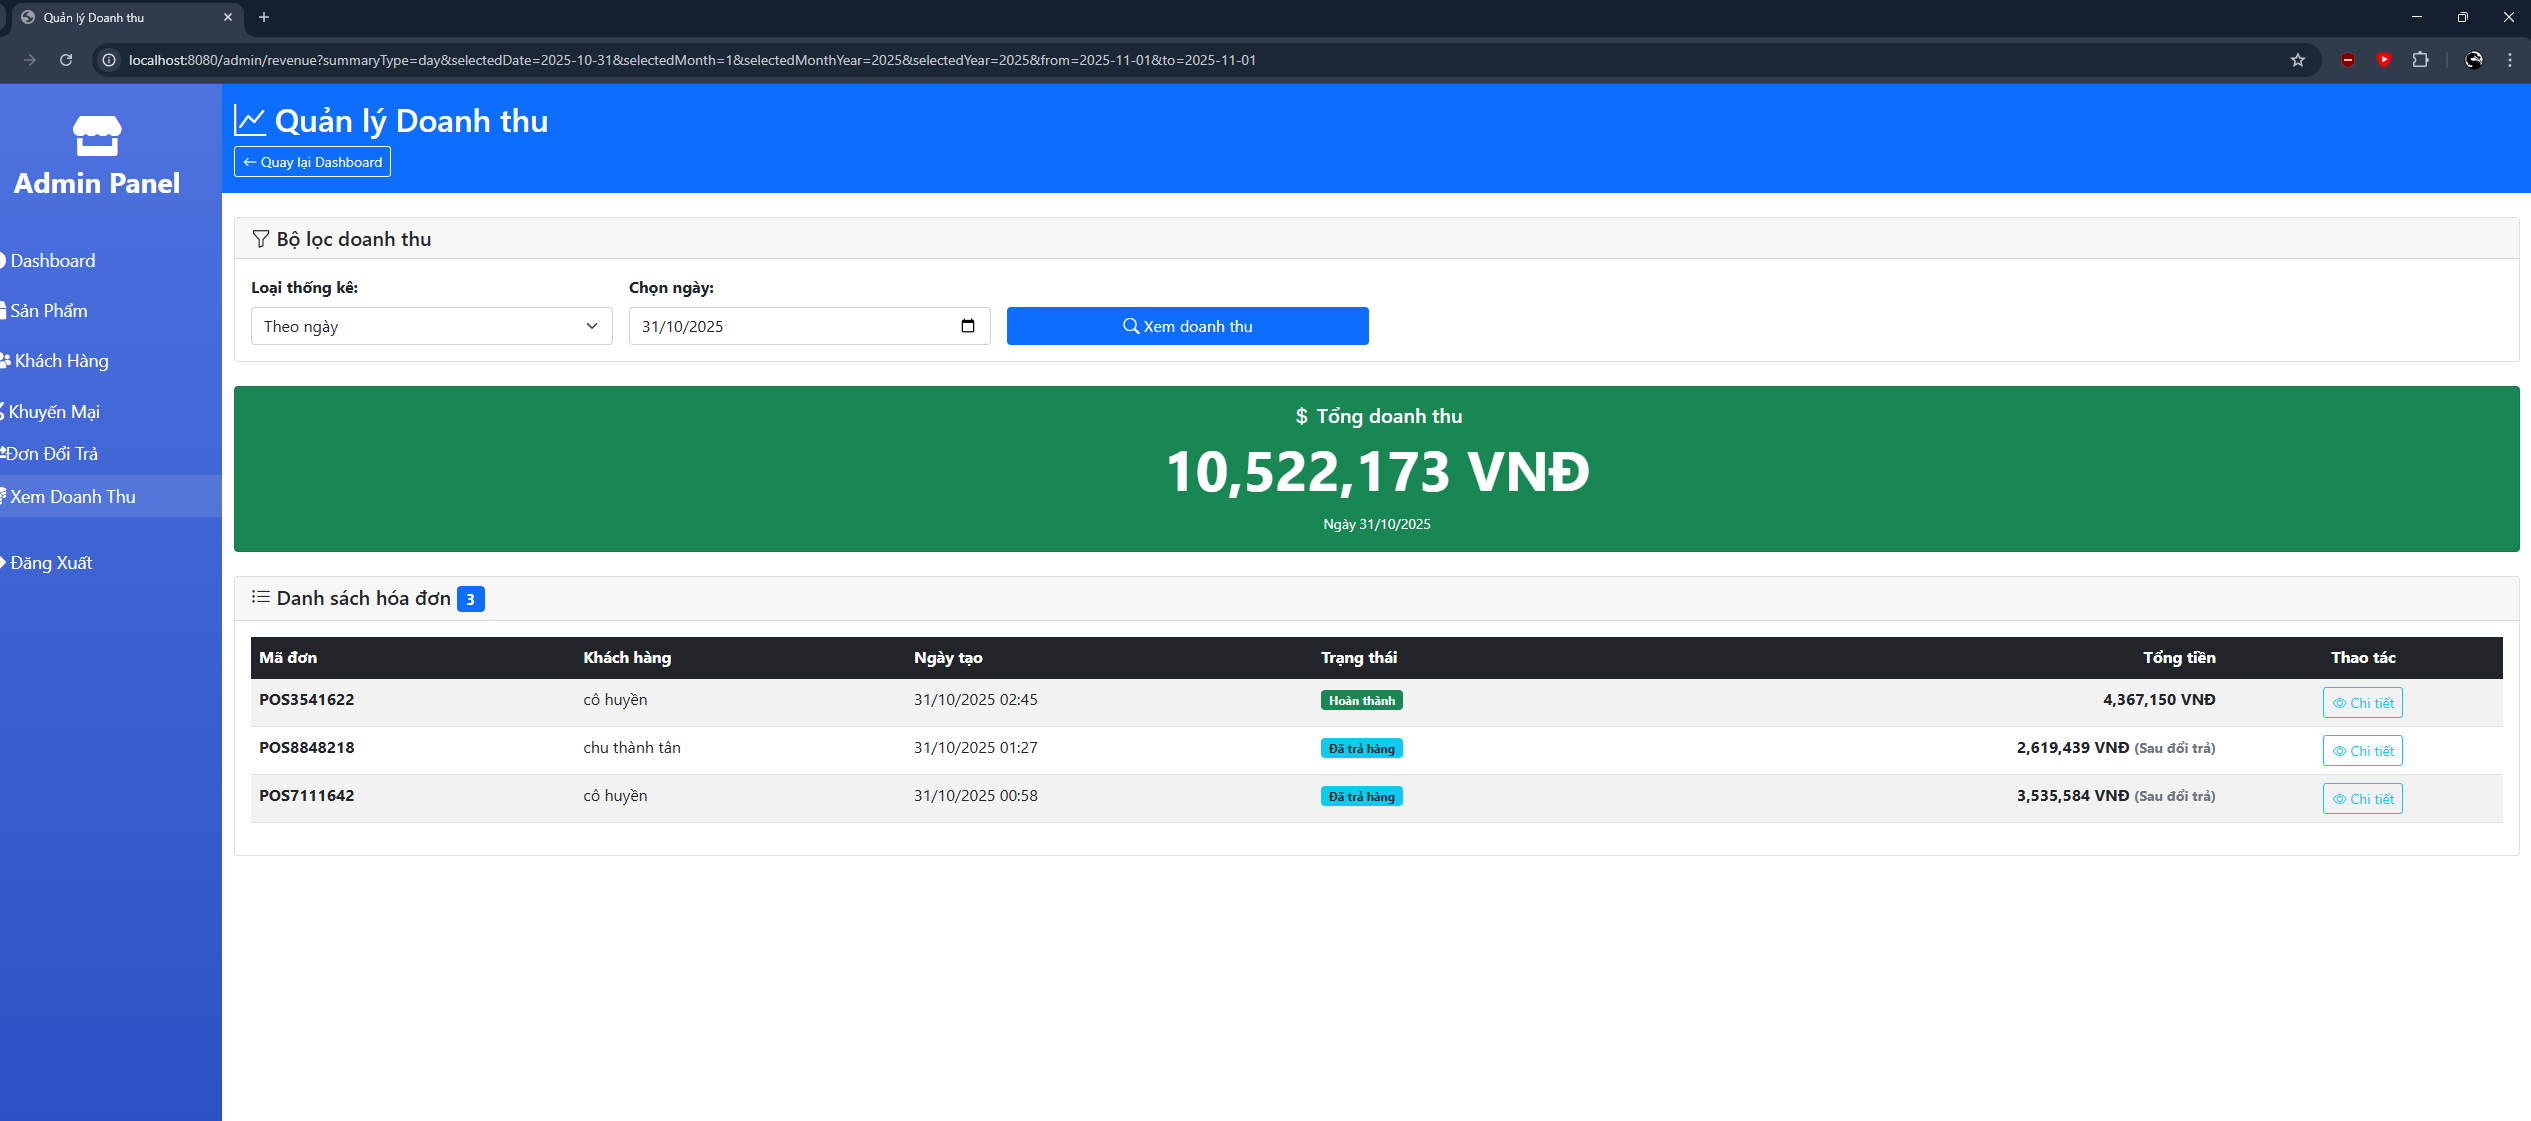 Quản lý Doanh thu
localhost:8080/admin/revenue?summaryType=day&selectedDate=2025-10-31&selectedMonth=1&selectedMonthYear=2025&selectedYear=2025&from=2025-11-01&to=2025-11-01
Admin Panel
Dashboard
Sản Phẩm
Khách Hàng
Khuyến Mại
Đơn Đổi Trả
Xem Doanh Thu
Đăng Xuất
Quản lý Doanh thu
← Quay lại Dashboard
Bộ lọc doanh thu
Loại thống kê: Chọn ngày:
Theo ngày 31/10/2025 Xem doanh thu
$ Tổng doanh thu
10,522,173 VNĐ
Ngày 31/10/2025
Danh sách hóa đơn 3
Mã đơn Khách hàng Ngày tạo Trạng thái Tổng tiền Thao tác
POS3541622 cô huyền 31/10/2025 02:45 Hoàn thành 4,367,150 VNĐ Chi tiết
POS8848218 chu thành tân 31/10/2025 01:27 Đã trả hàng 2,619,439 VNĐ (Sau đổi trả) Chi tiết
POS7111642 cô huyền 31/10/2025 00:58 Đã trả hàng 3,535,584 VNĐ (Sau đổi trả) Chi tiết